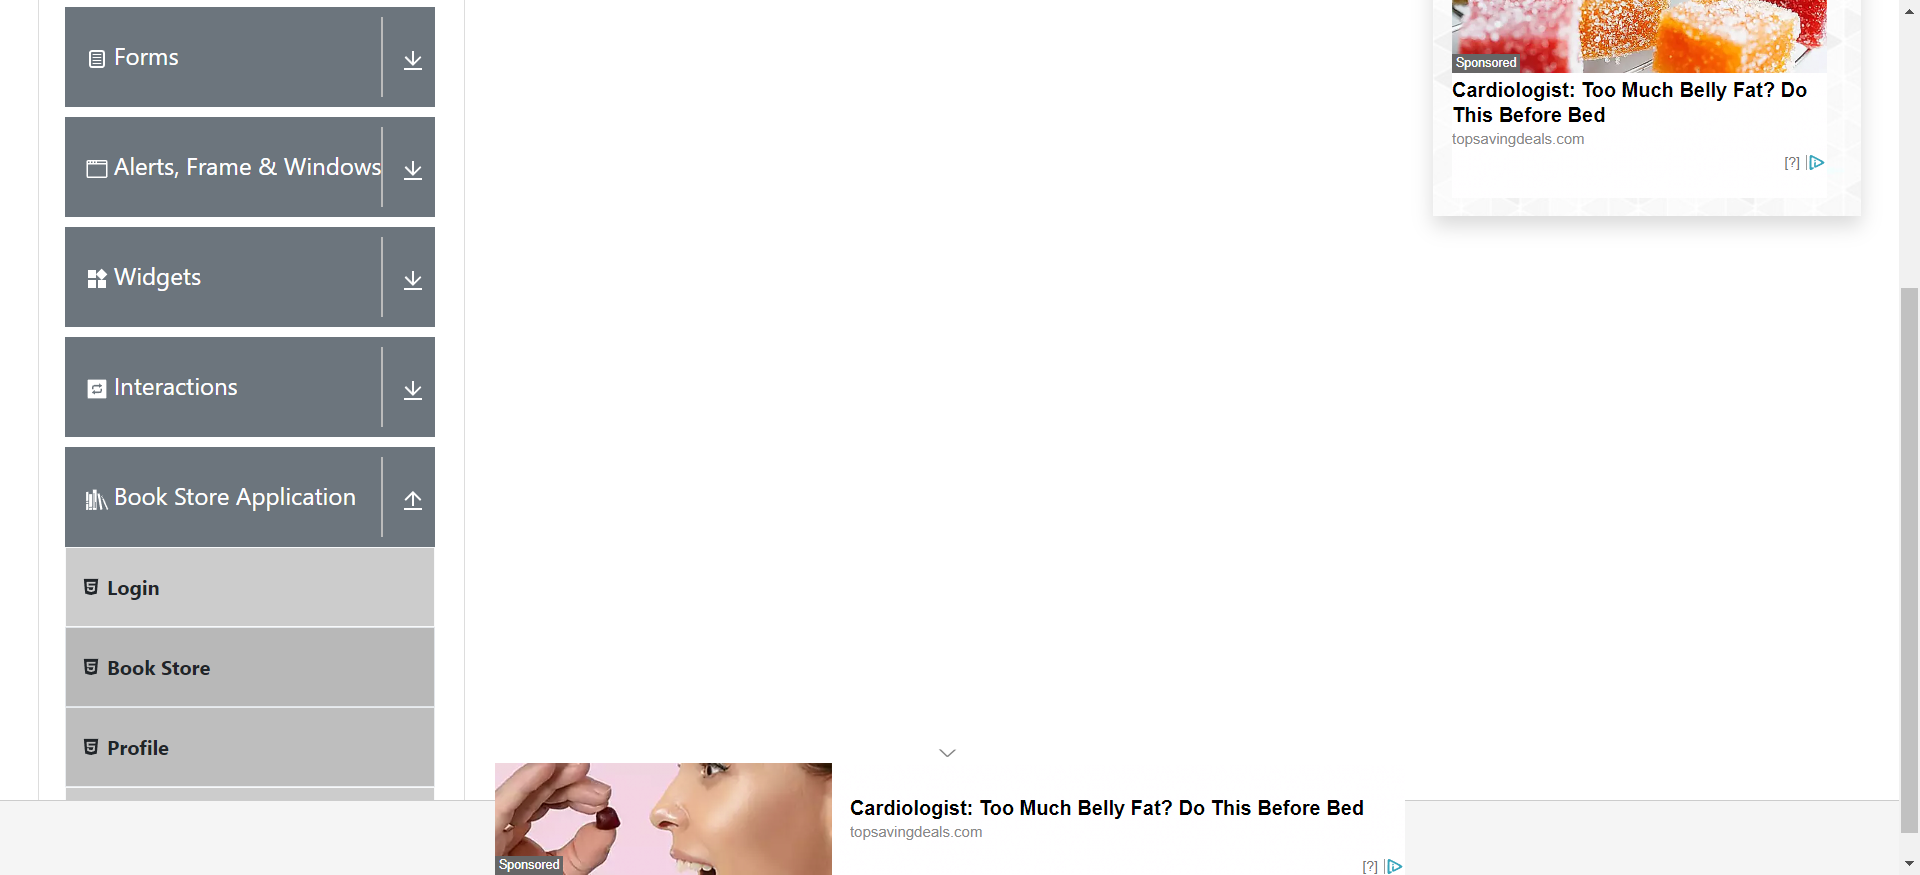 Forms
Alerts, Frame & Windows
Widgets
Interactions
Book Store Application
Login
Book Store
Profile
Sponsored
Cardiologist: Too Much Belly Fat? Do
This Before Bed
topsavingdeals.com
[?]
Sponsored
Cardiologist: Too Much Belly Fat? Do This Before Bed
topsavingdeals.com
[?]